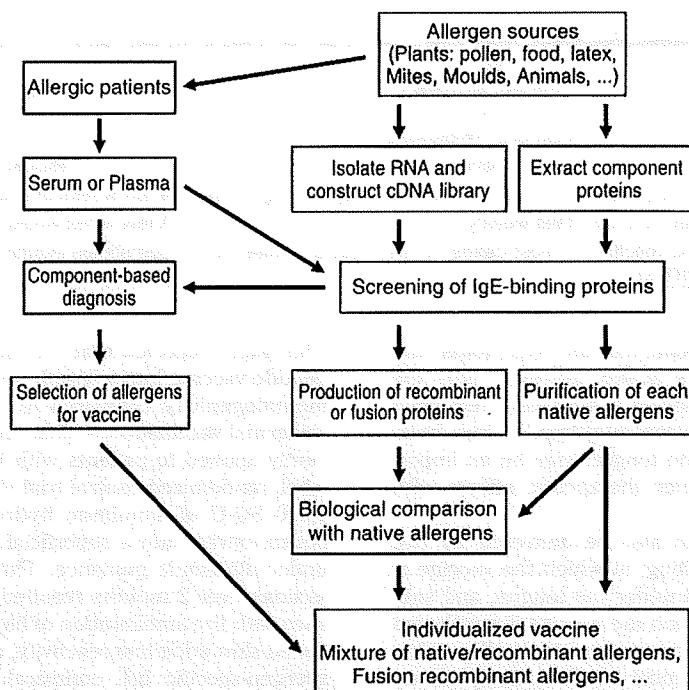 Allergen sources
(Plants: pollen, food, latex,
Mites, Moulds, Animals, ...)
Allergic patients
Serum or Plasma
Isolate RNA and
construct cDNA library
Extract component
proteins
Component-based
diagnosis
Screening of IgE-binding proteins
Selection of allergens
for vaccine
Production of recombinant
or fusion proteins
Purification of each
native allergens
Biological comparison
with native allergens
Individualized vaccine
Mixture of native/recombinant allergens,
Fusion recombinant allergens, ...